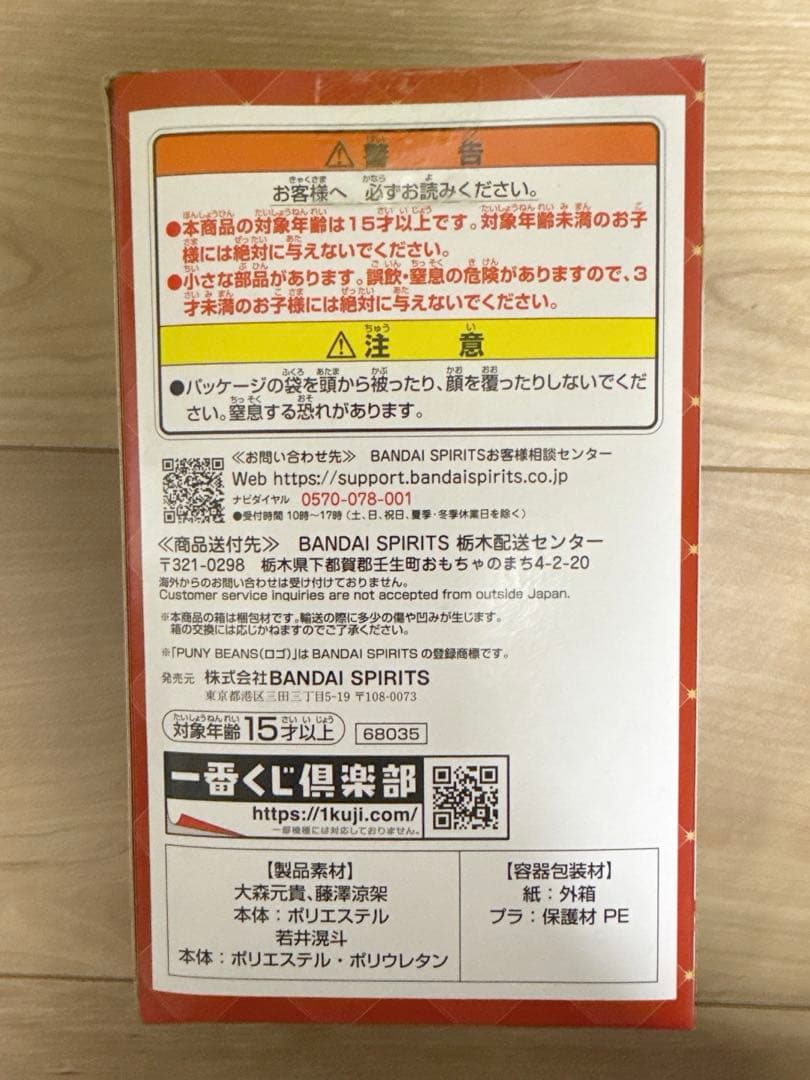 ⚠警告
お客様へ 必ずお読みください。
●本商品の対象年齢は15才以上です。対象年齢未満のお子
様には絶対に与えないでください。
●小さな部品があります。誤飲・窒息の危険がありますので、3
才未満のお子様には絶対に与えないでください。
⚠注意
●パッケージの袋を頭から被ったり、顔を覆ったりしないでくだ
さい。窒息する恐れがあります。
≪お問い合わせ先≫ BANDAI SPIRITSお客様相談センター
Web https://support.bandaispirits.co.jp
ナビダイヤル 0570-078-001
●受付時間 10時〜17時（土、日、祝日、夏季・冬季休業日を除く）
≪商品送付先≫ BANDAI SPIRITS 栃木配送センター
〒321-0298 栃木県下都賀郡壬生町おもちゃのまち4-2-20
海外からのお問い合わせは受け付けておりません。
Customer service inquiries are not accepted from outside Japan.
※本商品の箱は梱包材です。輸送の際に多少の傷や凹みが生じます。
箱の交換には応じかねますのでご了承ください。
※「PUNY BEANS（ロゴ）」は BANDAI SPIRITS の登録商標です。
発売元 株式会社BANDAI SPIRITS
東京都港区三田三丁目5-19 〒108-0073
対象年齢 15才以上 68035
一番くじ倶楽部
https://1kuji.com/
一部機種には対応しておりません。
【製品素材】
大森元貴、藤澤涼架
本体：ポリエステル
若井滉斗
本体：ポリエステル・ポリウレタン
【容器包装材】
紙：外箱
プラ：保護材 PE